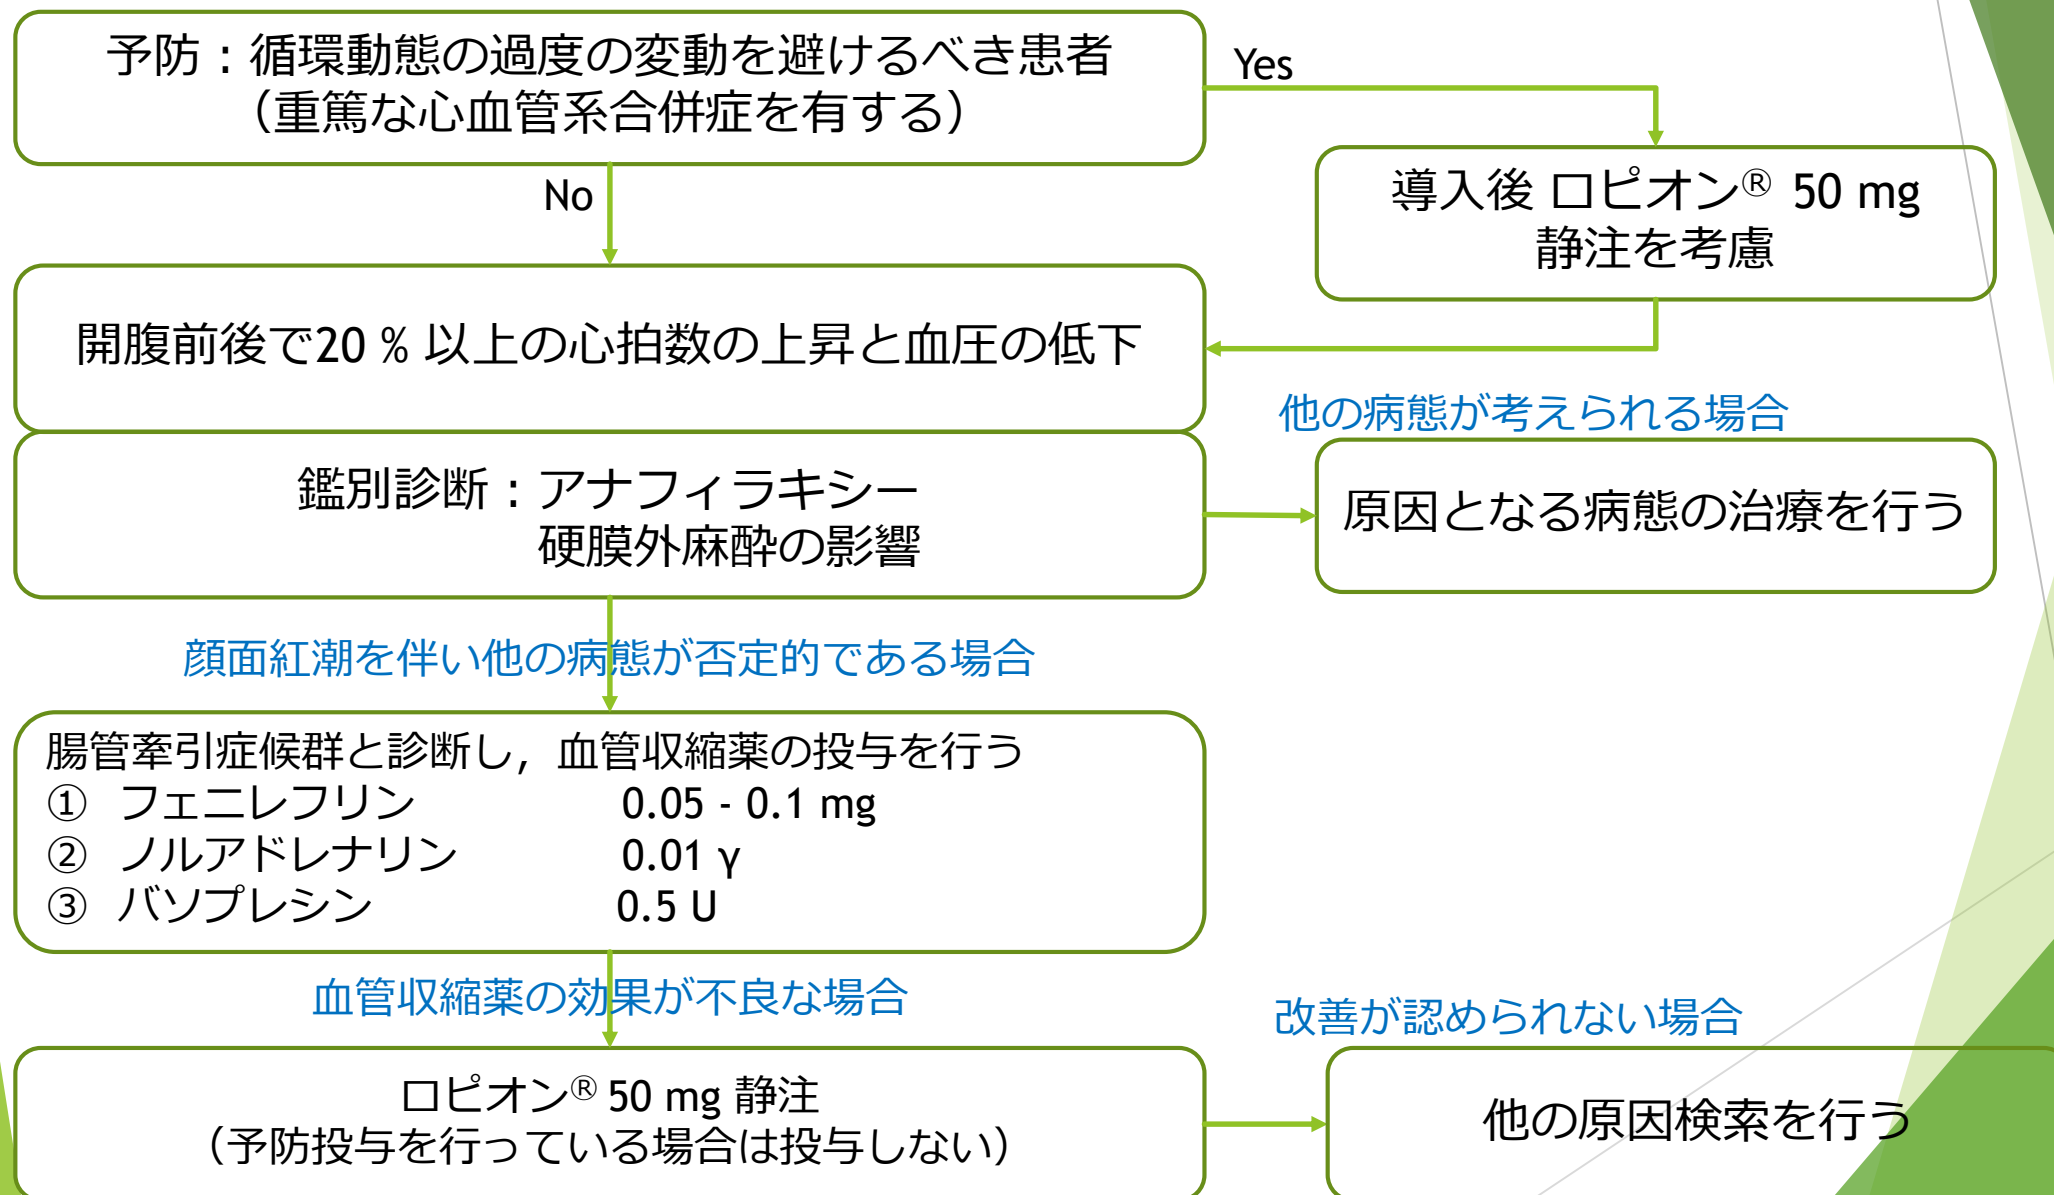 予防：循環動態の過度の変動を避けるべき患者
（重篤な心血管系合併症を有する）
Yes
No
導入後 ロピオン® 50 mg
静注を考慮
開腹前後で20 % 以上の心拍数の上昇と血圧の低下
他の病態が考えられる場合
鑑別診断：アナフィラキシー
硬膜外麻酔の影響
原因となる病態の治療を行う
顔面紅潮を伴い他の病態が否定的である場合
腸管牽引症候群と診断し，血管収縮薬の投与を行う
① フェニレフリン 0.05 - 0.1 mg
② ノルアドレナリン 0.01 γ
③ バソプレシン 0.5 U
血管収縮薬の効果が不良な場合
改善が認められない場合
ロピオン® 50 mg 静注
（予防投与を行っている場合は投与しない）
他の原因検索を行う